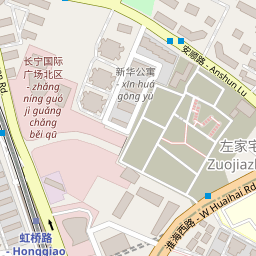 长宁国际
广场北区
- zhǎng
níng guó
jì guǎng
chǎng
běi qū
新华公寓
- xīn huá
gōng yù
安顺路 - Anshun Lu
左家宅
Zuojiazh
n Rd
淮海西路 - W Huaihai Rd
虹桥路
- Hongqiao